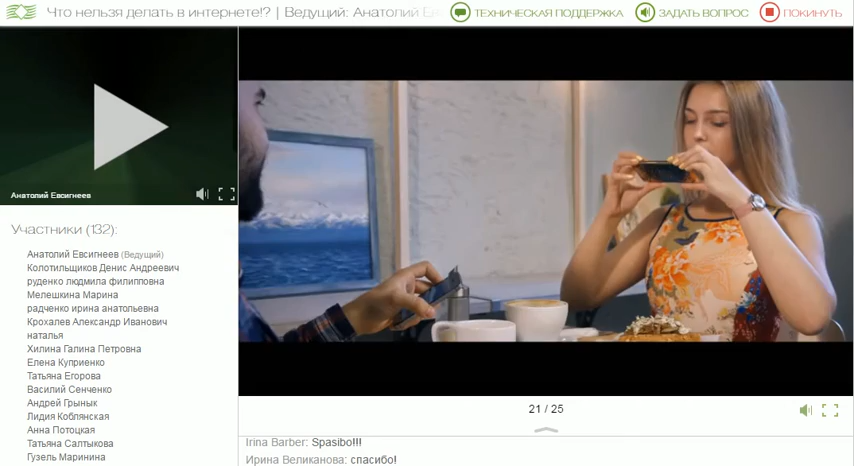 Что нельзя делать в интернете!? | Ведущий: Анатолий Ев
ТЕХНИЧЕСКАЯ ПОДДЕРЖКА
ЗАДАТЬ ВОПРОС
ПОКИНУТЬ
Анатолий Евсигнеев
Участники (132):
Анатолий Евсигнеев (Ведущий)
Колотильщиков Денис Андреевич
руденко людмила филипповна
Мелешкина Марина
радченко ирина анатольевна
Крохалев Александр Иванович
наталья
Хилина Галина Петровна
Елена Куприенко
Татьяна Егорова
Василий Сенченко
Андрей Грынык
Лидия Коблянская
Анна Потоцкая
Татьяна Салтыкова
Гузель Маринина
21 / 25
Irina Barber: Spasibo!!!
Ирина Великанова: спасибо!